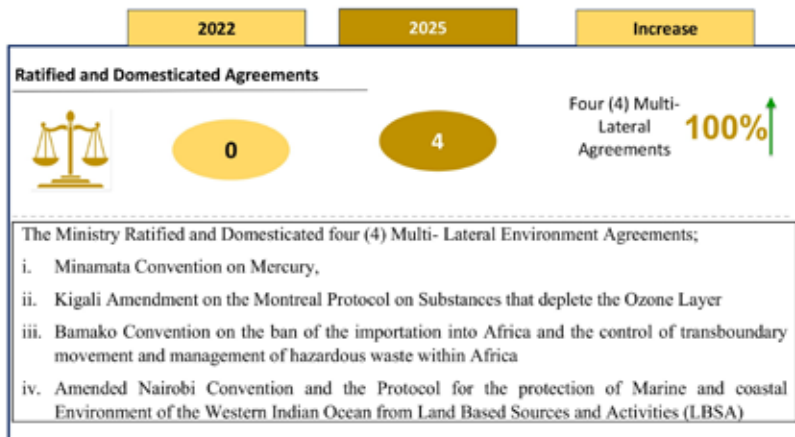 2022 2025 Increase
Ratified and Domesticated Agreements
0 4 Four (4) Multi-
Lateral
Agreements 100%
The Ministry Ratified and Domesticated four (4) Multi- Lateral Environment Agreements;
i. Minamata Convention on Mercury,
ii. Kigali Amendment on the Montreal Protocol on Substances that deplete the Ozone Layer
iii. Bamako Convention on the ban of the importation into Africa and the control of transboundary
movement and management of hazardous waste within Africa
iv. Amended Nairobi Convention and the Protocol for the protection of Marine and coastal
Environment of the Western Indian Ocean from Land Based Sources and Activities (LBSA)